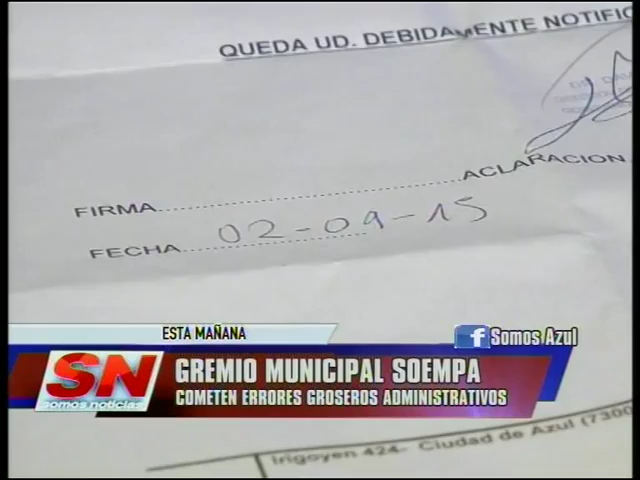 QUEDA UD. DEBIDAMENTE NOTIFIC
FIRMA.......................................ACLARACION.
FECHA........................ 02-09-15
ESTA MAÑANA
f Somos Azul
SN
somos noticias
GREMIO MUNICIPAL SOEMPA
COMETEN ERRORES GROSEROS ADMINISTRATIVOS
Irigoyen 424- Ciudad de Azul (7300